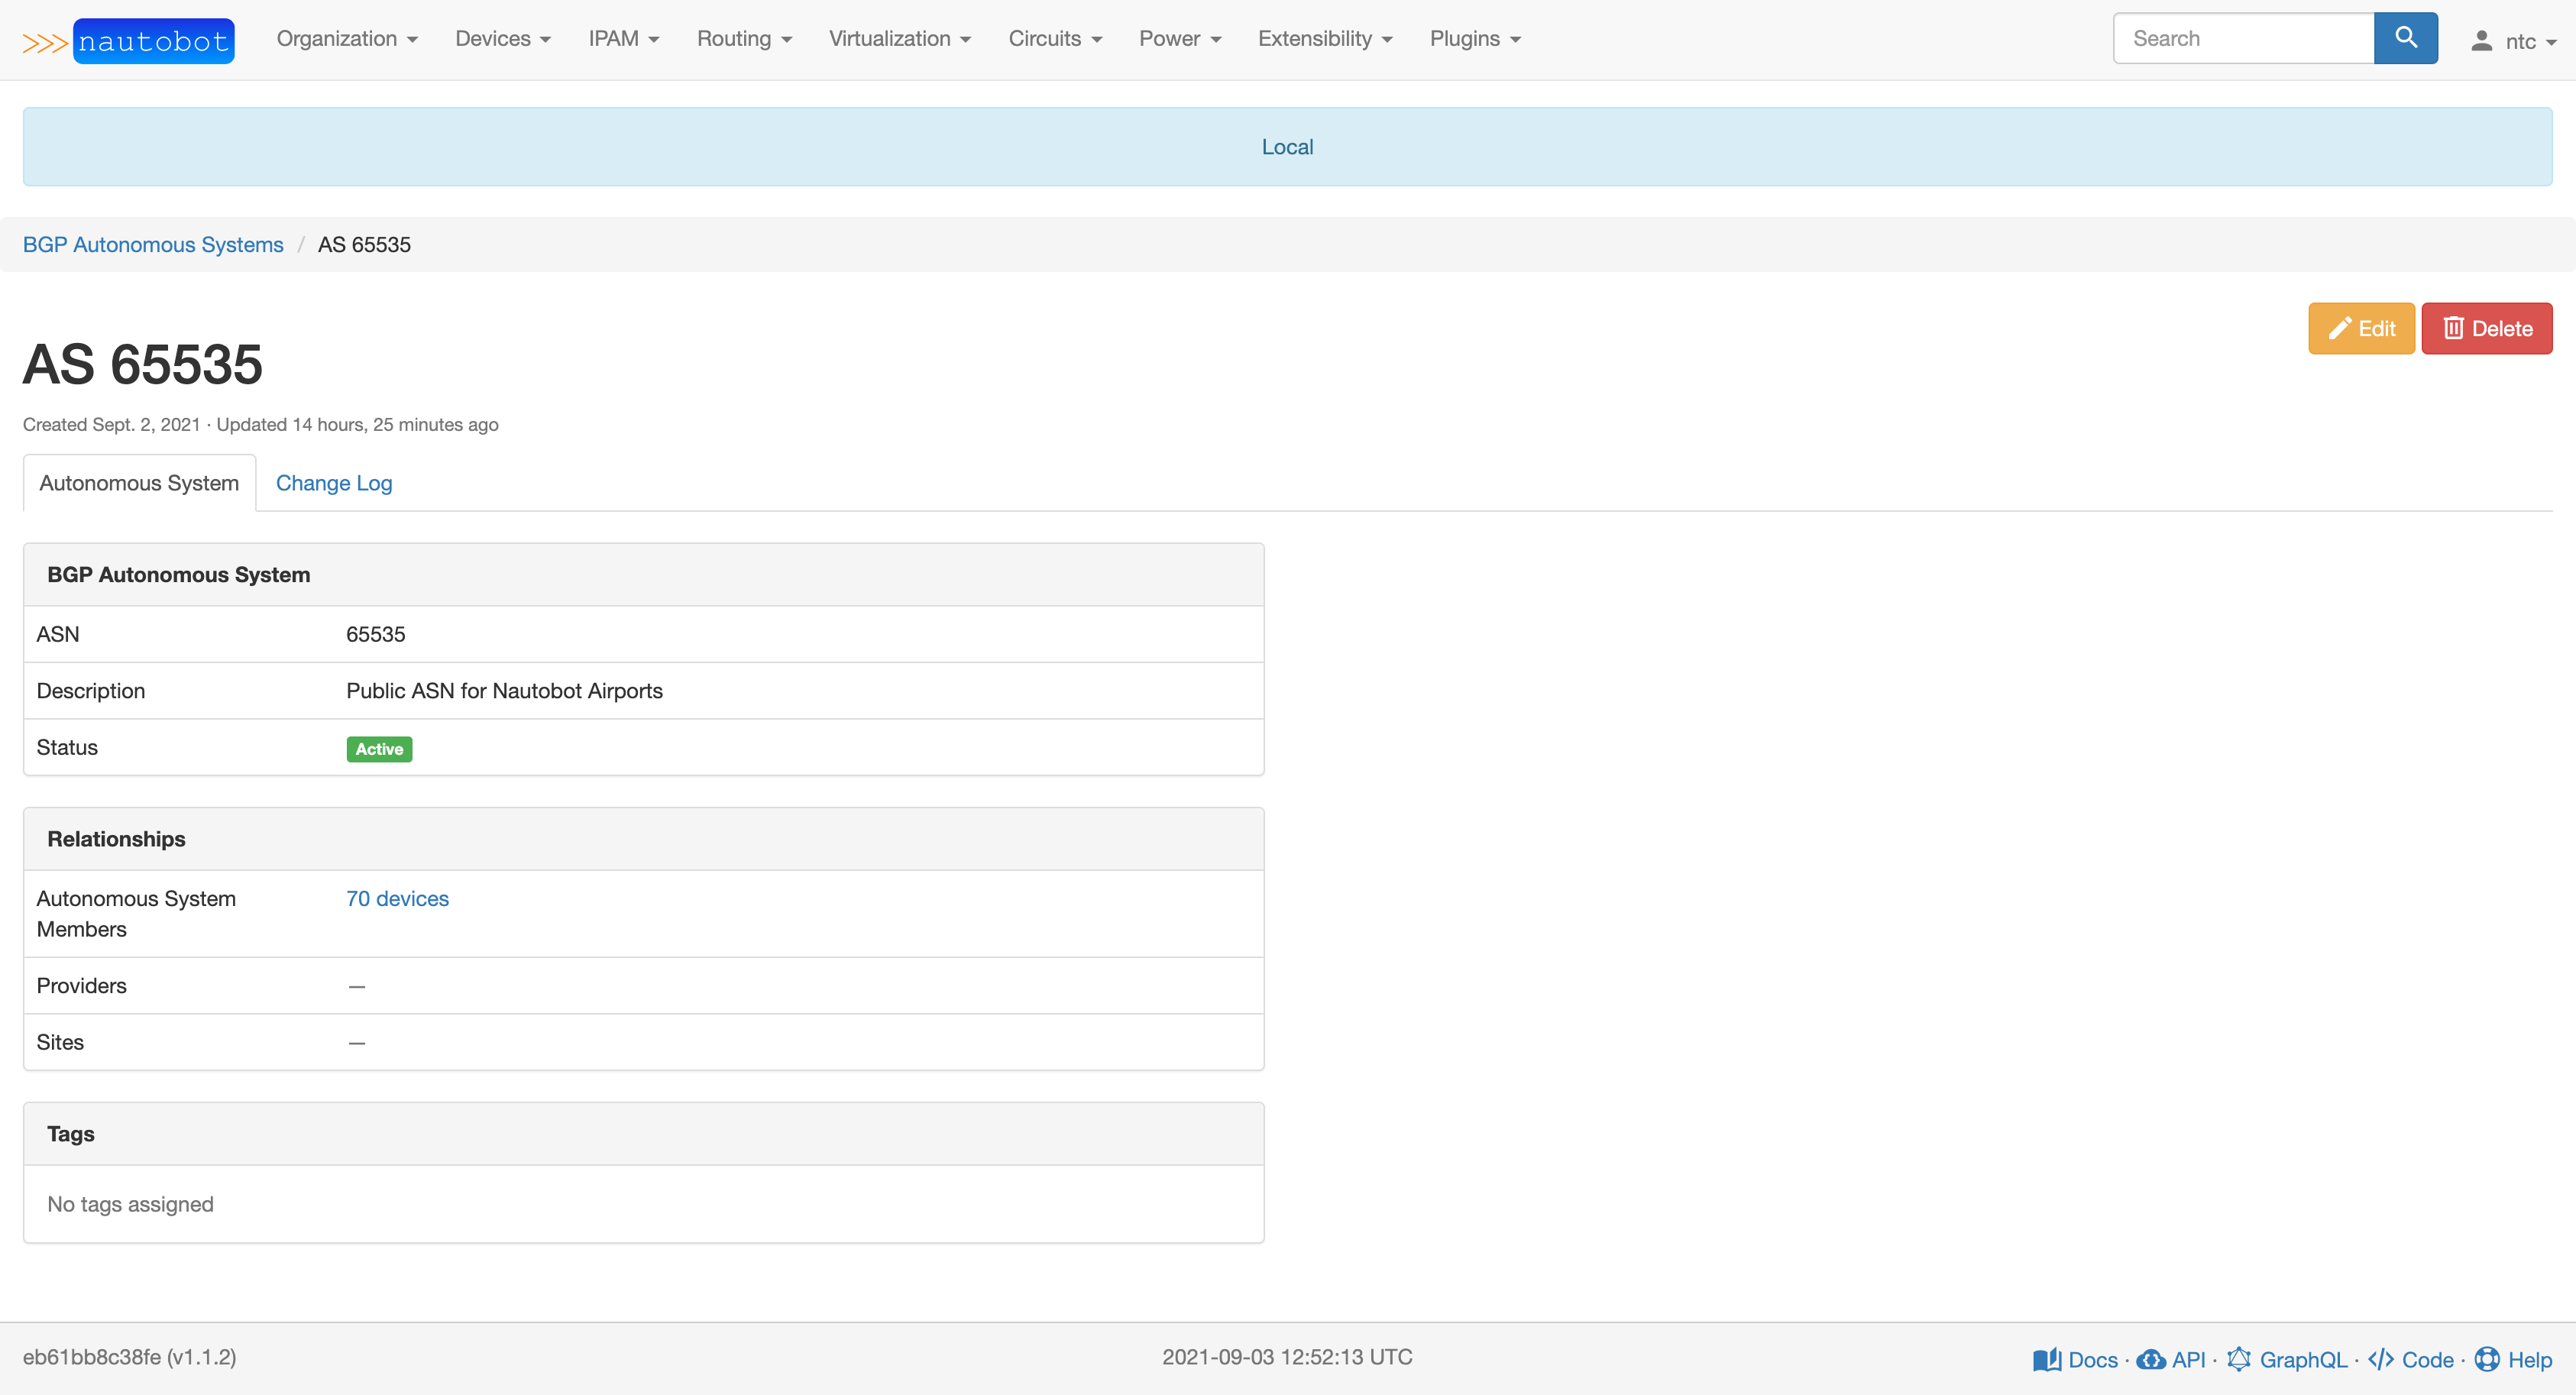 >>> nautobot Organization Devices IPAM Routing Virtualization Circuits Power Extensibility Plugins Search ntc
Local
BGP Autonomous Systems / AS 65535
Edit Delete
AS 65535
Created Sept. 2, 2021 · Updated 14 hours, 25 minutes ago
Autonomous System Change Log
BGP Autonomous System
ASN 65535
Description Public ASN for Nautobot Airports
Status Active
Relationships
Autonomous System 70 devices
Members
Providers —
Sites —
Tags
No tags assigned
eb61bb8c38fe (v1.1.2) 2021-09-03 12:52:13 UTC Docs · API · GraphQL · Code · Help